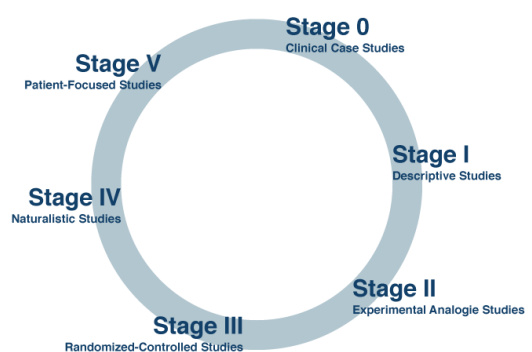 Stage 0
Clinical Case Studies
Stage I
Descriptive Studies
Stage II
Experimental Analogie Studies
Stage III
Randomized-Controlled Studies
Stage IV
Naturalistic Studies
Stage V
Patient-Focused Studies